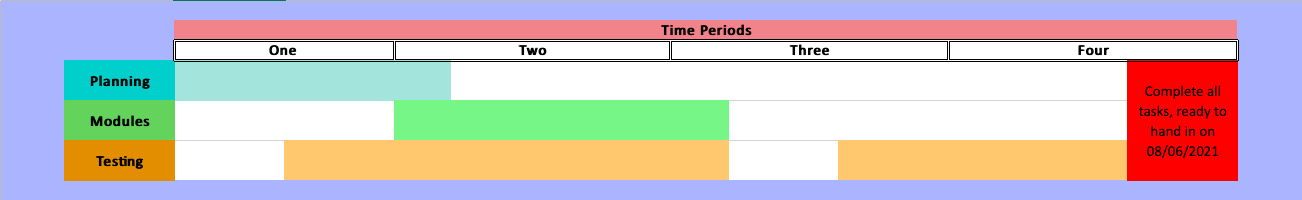 Time Periods
One Two Three Four
Planning
Modules
Testing
Complete all
tasks, ready to
hand in on
08/06/2021